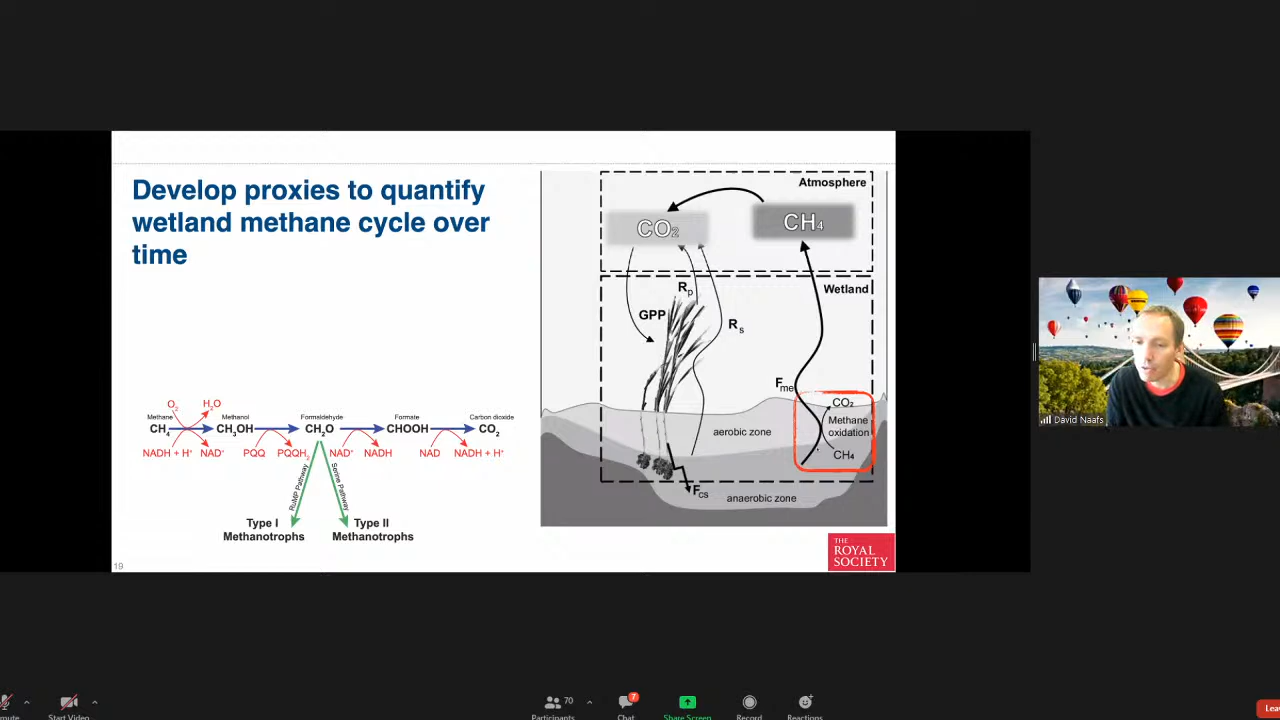 Develop proxies to quantify
wetland methane cycle over
time
Atmosphere
CO₂
CH₄
Wetland
Rp
GPP
Rs
Fme
CO₂
Methane
oxidation
CH₄
aerobic zone
Fcs
anaerobic zone
O₂ H₂O
Methane Methanol Formaldehyde Formate Carbon dioxide
CH₄ CH₃OH CH₂O CHOOH CO₂
NADH + H⁺ NAD⁺ PQQ PQQH₂ NAD⁺ NADH NAD NADH + H⁺
RuMP Pathway
Serine Pathway
Type I Type II
Methanotrophs Methanotrophs
THE
ROYAL
SOCIETY
19
David Naafs
70
7
mute Start Video Participants Chat Share Screen Record Reactions Lea